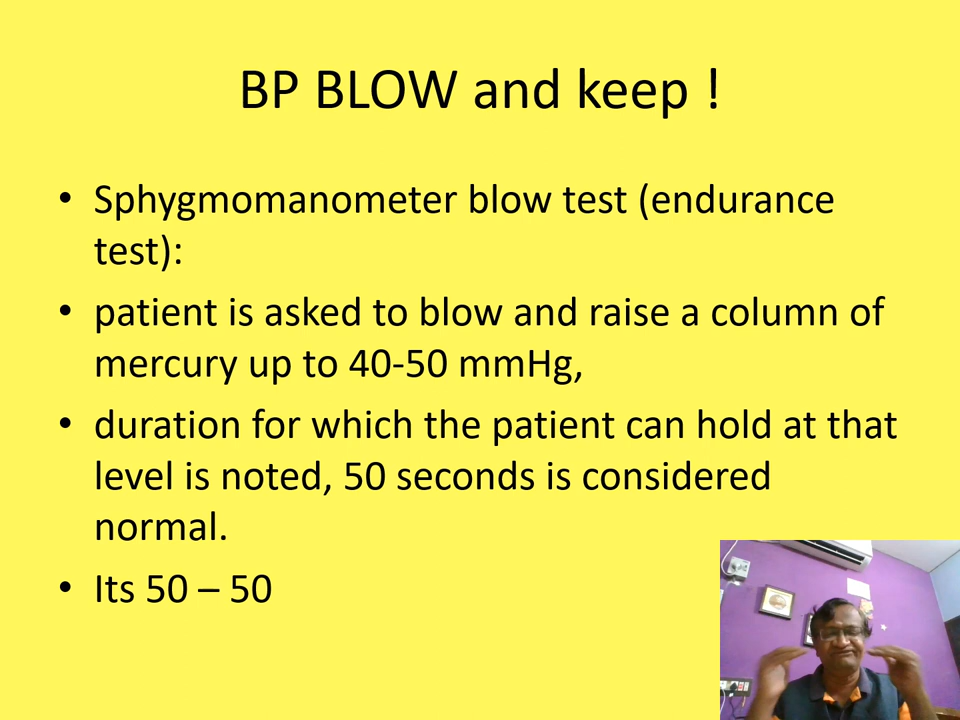 BP BLOW and keep !
• Sphygmomanometer blow test (endurance
test):
• patient is asked to blow and raise a column of
mercury up to 40-50 mmHg,
• duration for which the patient can hold at that
level is noted, 50 seconds is considered
normal.
• Its 50 – 50